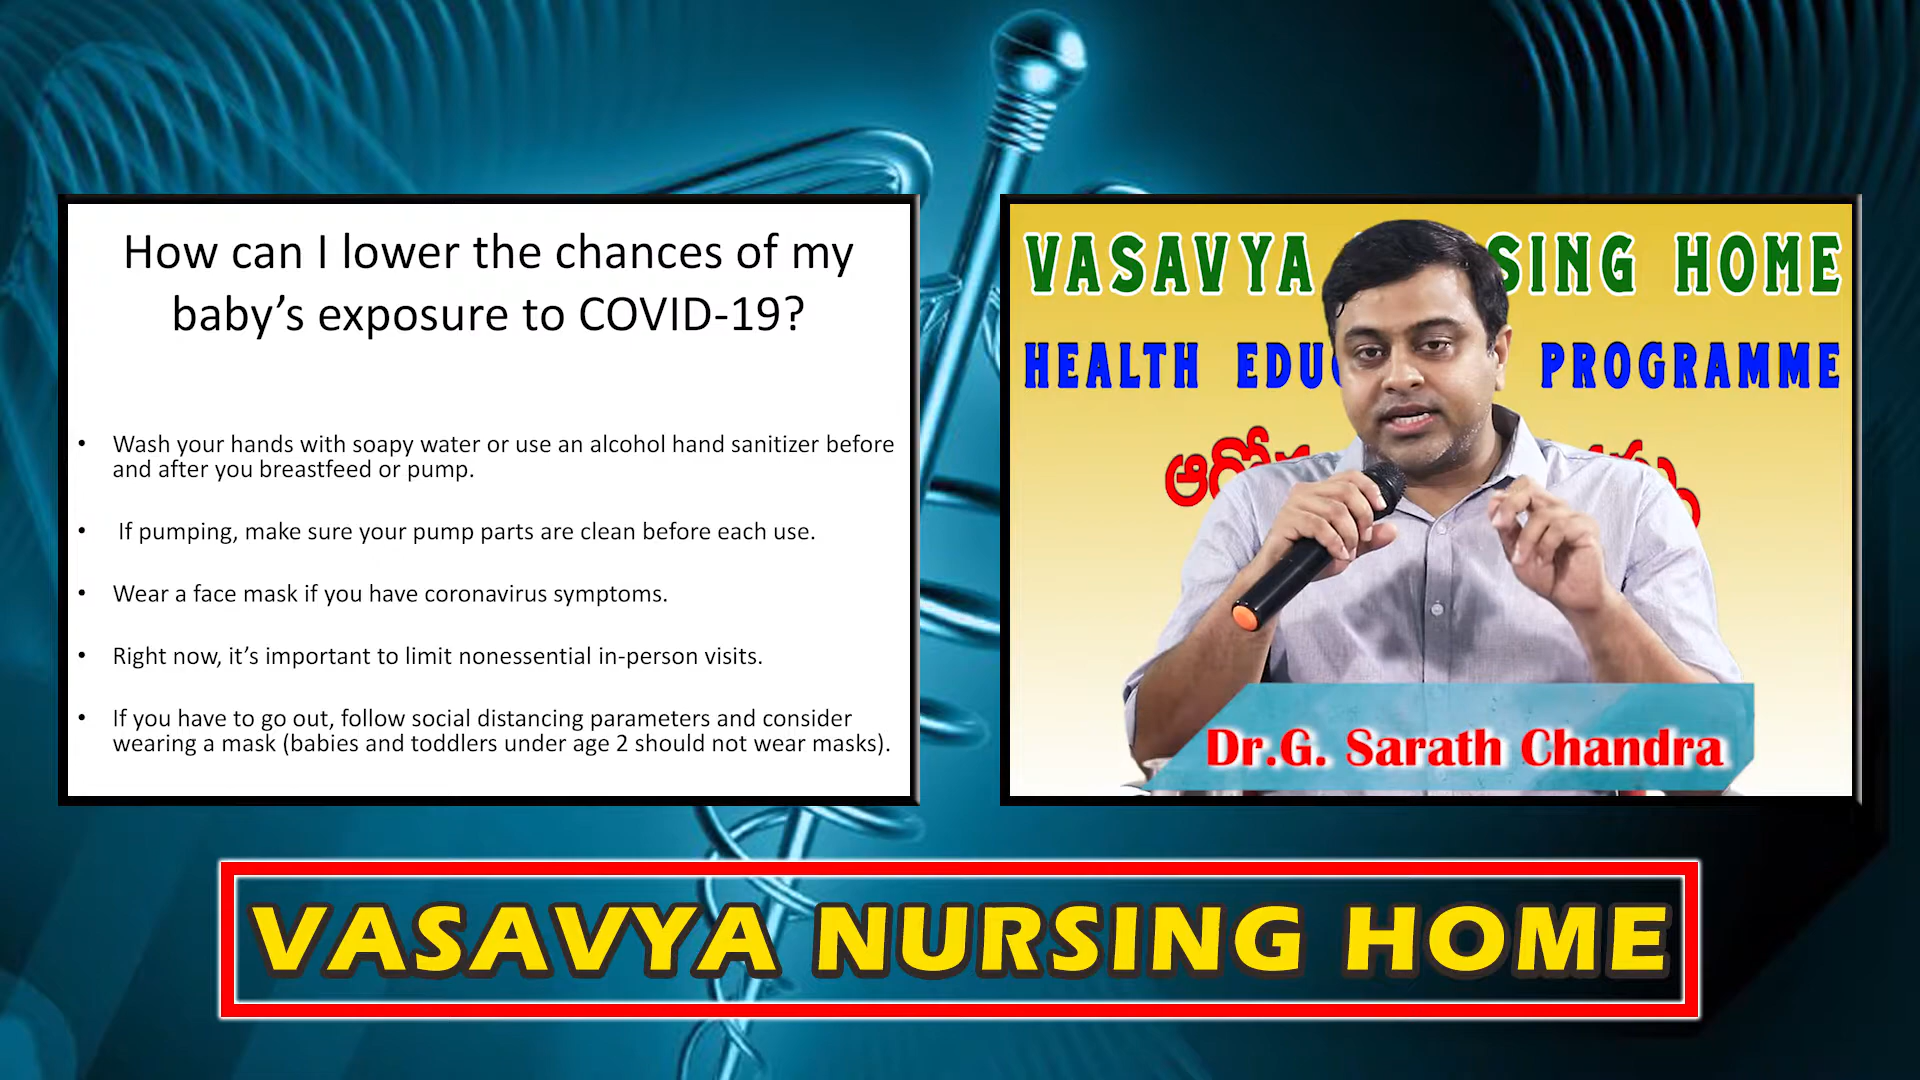 How can I lower the chances of my
baby’s exposure to COVID-19?
• Wash your hands with soapy water or use an alcohol hand sanitizer before
and after you breastfeed or pump.
• If pumping, make sure your pump parts are clean before each use.
• Wear a face mask if you have coronavirus symptoms.
• Right now, it’s important to limit nonessential in-person visits.
• If you have to go out, follow social distancing parameters and consider
wearing a mask (babies and toddlers under age 2 should not wear masks).
VASAVYA HOME
HEALTH PROGRAMME
Dr.G. Sarath Chandra
VASAVYA NURSING HOME